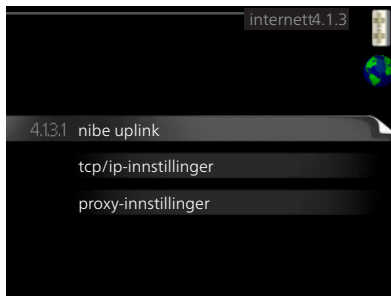 internett4.1.3
4.1.3.1 nibe uplink
tcp/ip-innstillinger
proxy-innstillinger